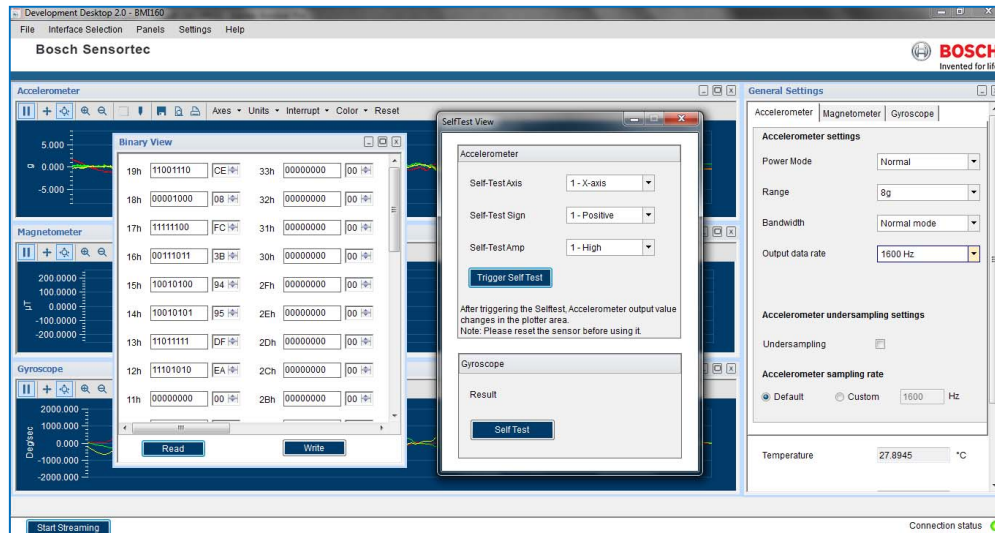 Development Desktop 2.0 - BMI160
File Interface Selection Panels Settings Help
Bosch Sensortec
BOSCH
Invented for life
Accelerometer
Axes Units Interrupt Color Reset
5.000
0.000
-5.000
g
Magnetometer
200.0000
100.0000
0.0000
-100.0000
-200.0000
µT
Gyroscope
2000.000
1000.000
0.000
-1000.000
-2000.000
Deg/sec
Binary View
19h 11001110 CE 33h 00000000 00
18h 00001000 08 32h 00000000 00
17h 11111100 FC 31h 00000000 00
16h 00111011 3B 30h 00000000 00
15h 10010100 94 2Fh 00000000 00
14h 10010101 95 2Eh 00000000 00
13h 11011111 DF 2Dh 00000000 00
12h 11101010 EA 2Ch 00000000 00
11h 00000000 00 2Bh 00000000 00
Read Write
SelfTest View
Accelerometer
Self-Test Axis 1 - X-axis
Self-Test Sign 1 - Positive
Self-Test Amp 1 - High
Trigger Self Test
After triggering the Selftest, Accelerometer output value
changes in the plotter area.
Note: Please reset the sensor before using it.
Gyroscope
Result
Self Test
General Settings
Accelerometer Magnetometer Gyroscope
Accelerometer settings
Power Mode Normal
Range 8g
Bandwidth Normal mode
Output data rate 1600 Hz
Accelerometer undersampling settings
Undersampling
Accelerometer sampling rate
Default Custom 1600 Hz
Temperature 27.8945 °C
Start Streaming
Connection status